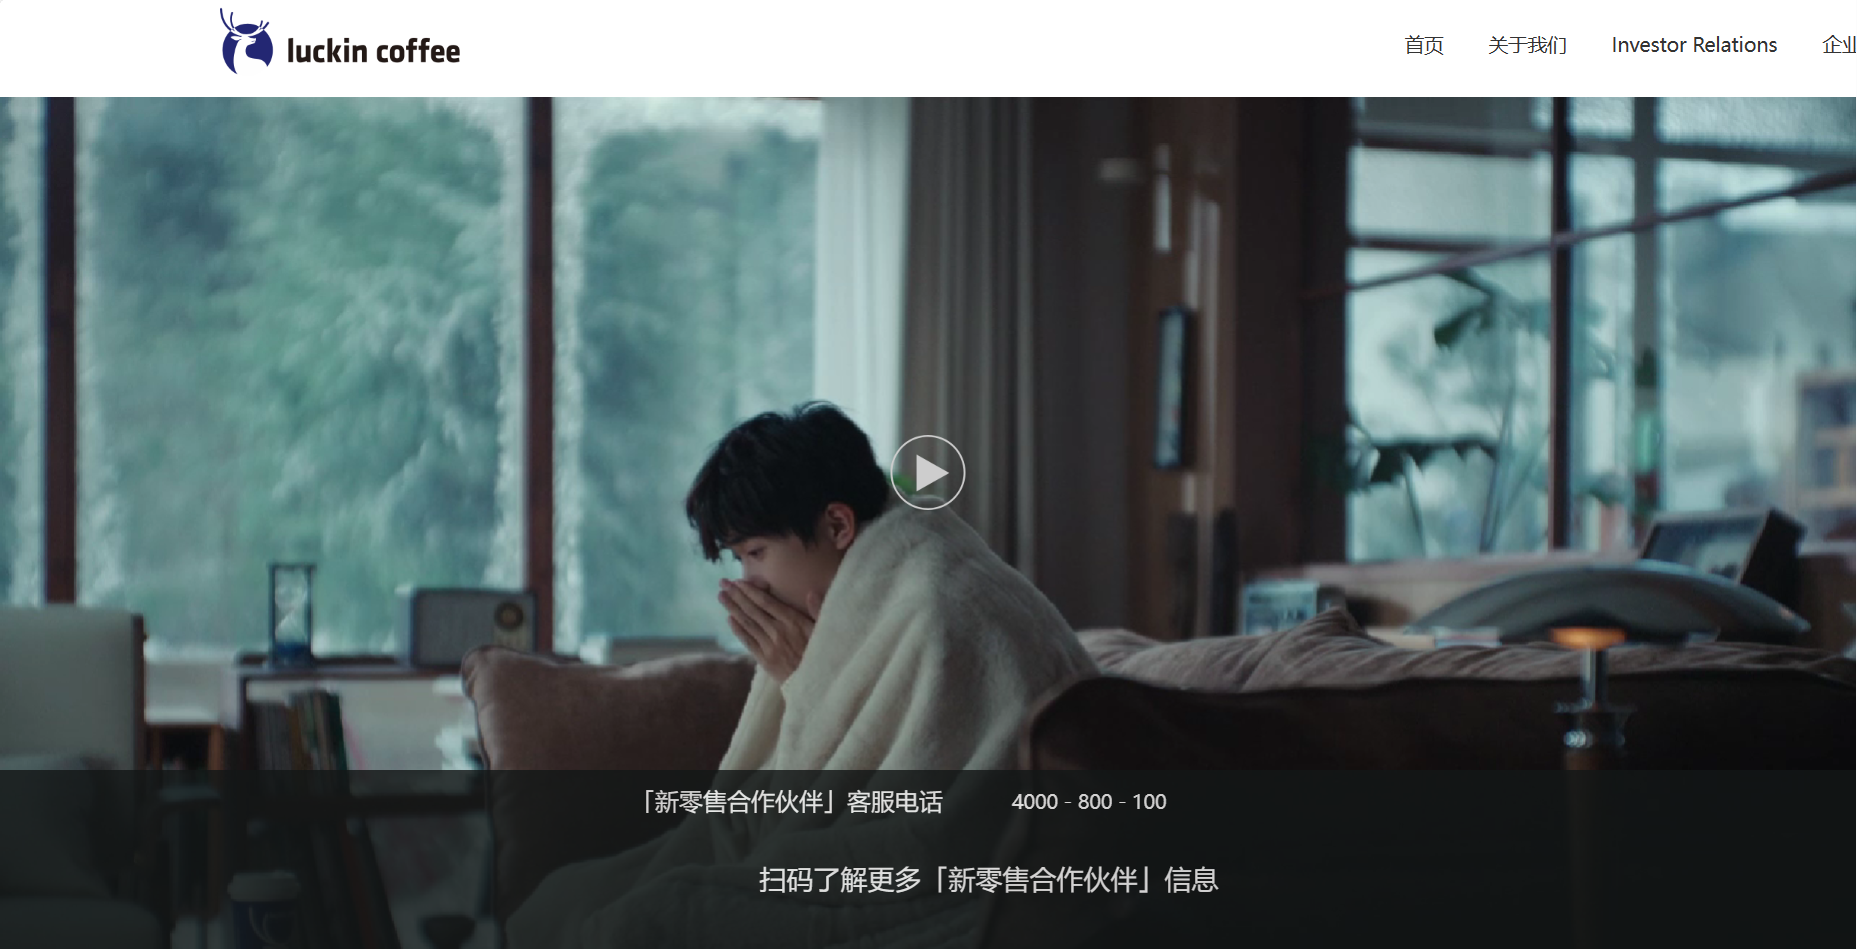 luckin coffee
首页 关于我们 Investor Relations 企业
「新零售合作伙伴」客服电话 4000 - 800 - 100
扫码了解更多「新零售合作伙伴」信息